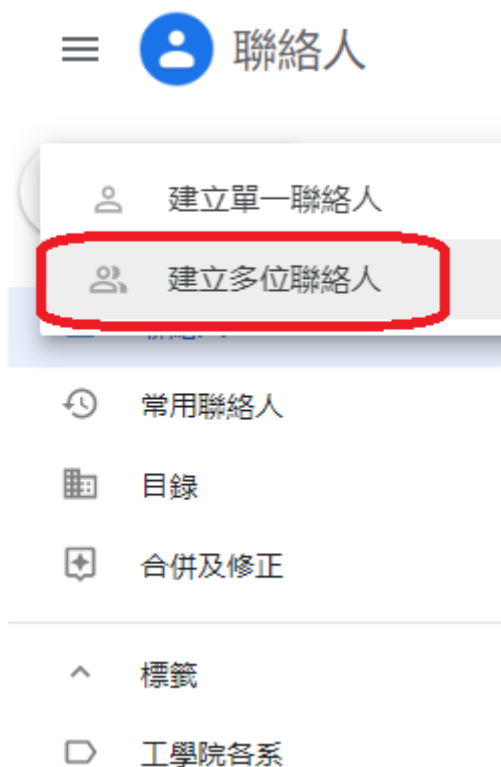 聯絡人
建立單一聯絡人
建立多位聯絡人
常用聯絡人
目錄
合併及修正
標籤
工學院各系